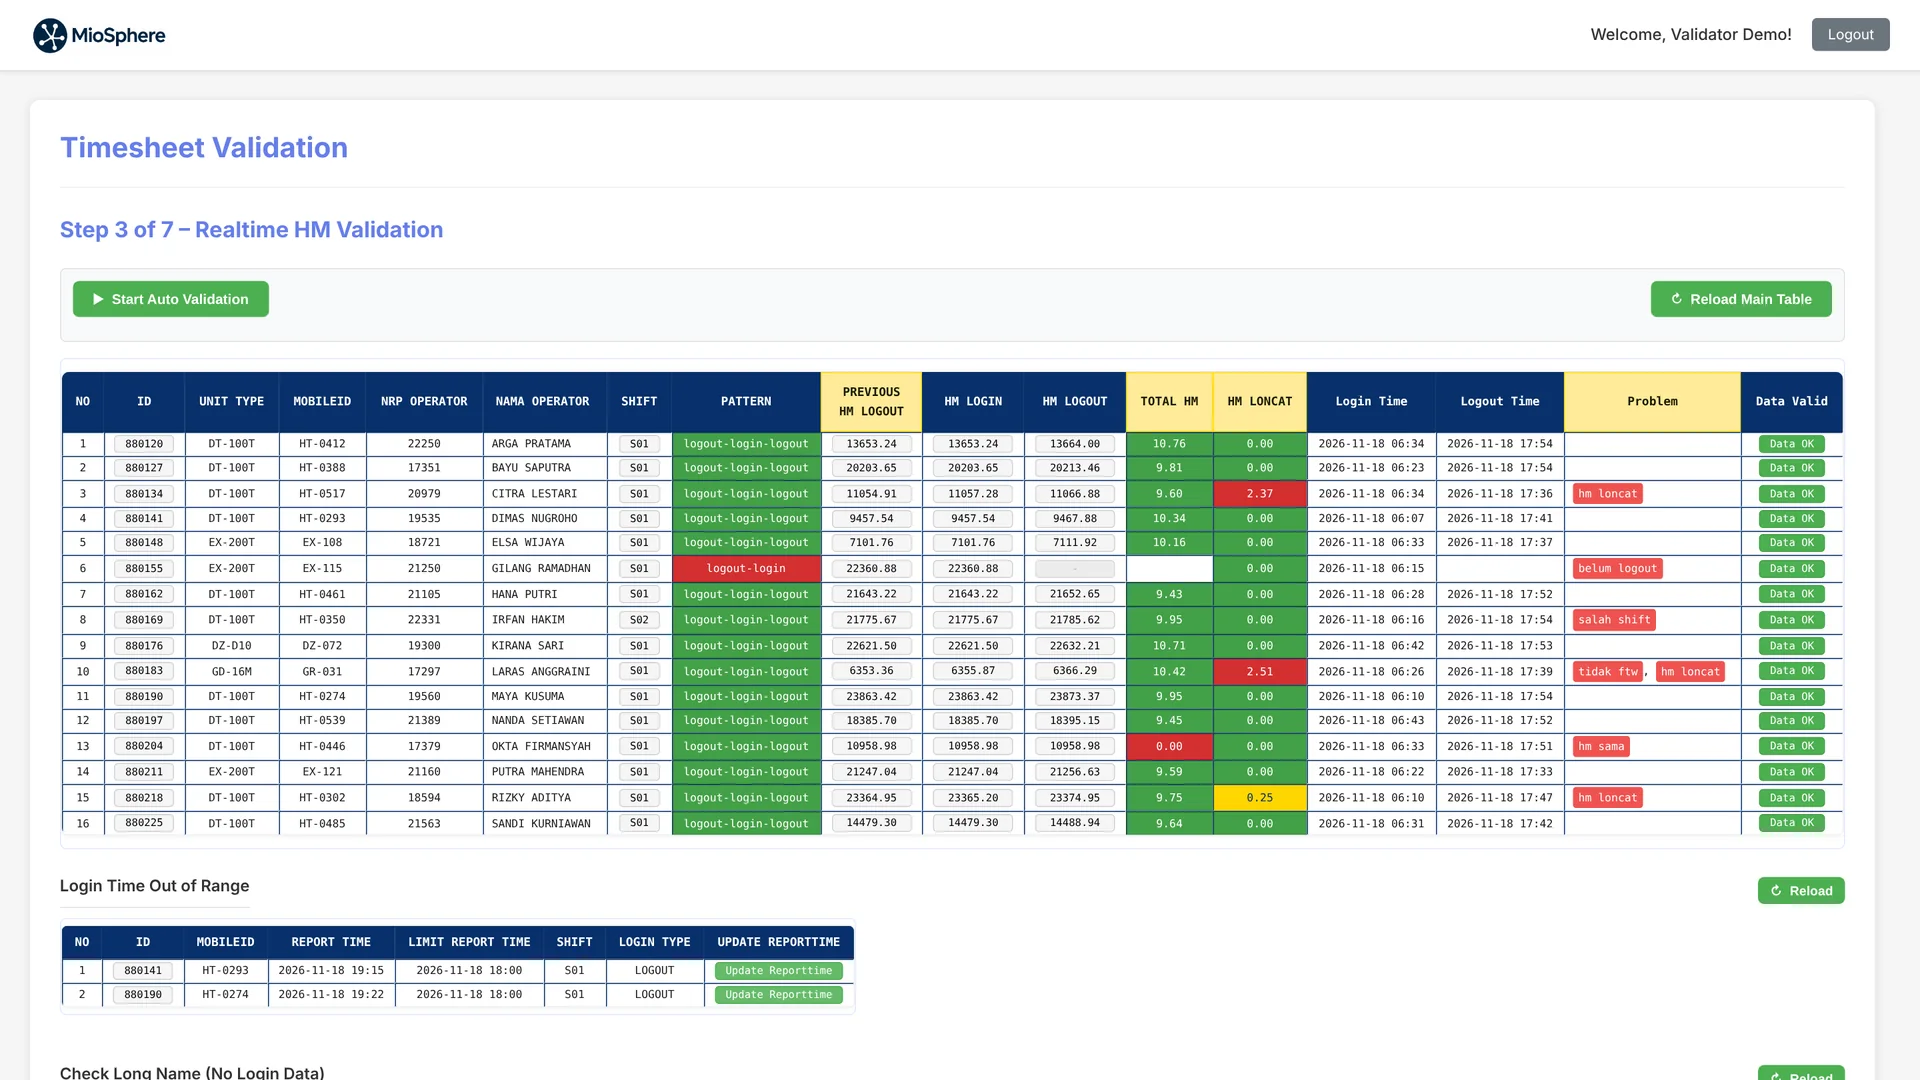 MioSphere
Welcome, Validator Demo!
Logout
Timesheet Validation
Step 3 of 7 – Realtime HM Validation
▶ Start Auto Validation
↻ Reload Main Table
NO ID UNIT TYPE MOBILEID NRP OPERATOR NAMA OPERATOR SHIFT PATTERN PREVIOUS HM LOGOUT HM LOGIN HM LOGOUT TOTAL HM HM LONCAT Login Time Logout Time Problem Data Valid
1 880120 DT-100T HT-0412 22250 ARGA PRATAMA S01 logout-login-logout 13653.24 13653.24 13664.00 10.76 0.00 2026-11-18 06:34 2026-11-18 17:54 Data OK
2 880127 DT-100T HT-0388 17351 BAYU SAPUTRA S01 logout-login-logout 20203.65 20203.65 20213.46 9.81 0.00 2026-11-18 06:23 2026-11-18 17:54 Data OK
3 880134 DT-100T HT-0517 20979 CITRA LESTARI S01 logout-login-logout 11054.91 11057.28 11066.88 9.60 2.37 2026-11-18 06:34 2026-11-18 17:36 hm loncat Data OK
4 880141 DT-100T HT-0293 19535 DIMAS NUGROHO S01 logout-login-logout 9457.54 9457.54 9467.88 10.34 0.00 2026-11-18 06:07 2026-11-18 17:41 Data OK
5 880148 EX-200T EX-108 18721 ELSA WIJAYA S01 logout-login-logout 7101.76 7101.76 7111.92 10.16 0.00 2026-11-18 06:33 2026-11-18 17:37 Data OK
6 880155 EX-200T EX-115 21250 GILANG RAMADHAN S01 logout-login 22360.88 22360.88 - 0.00 2026-11-18 06:15 belum logout Data OK
7 880162 DT-100T HT-0461 21105 HANA PUTRI S01 logout-login-logout 21643.22 21643.22 21652.65 9.43 0.00 2026-11-18 06:28 2026-11-18 17:52 Data OK
8 880169 DT-100T HT-0350 22331 IRFAN HAKIM S02 logout-login-logout 21775.67 21775.67 21785.62 9.95 0.00 2026-11-18 06:16 2026-11-18 17:54 salah shift Data OK
9 880176 DZ-D10 DZ-072 19300 KIRANA SARI S01 logout-login-logout 22621.50 22621.50 22632.21 10.71 0.00 2026-11-18 06:42 2026-11-18 17:53 Data OK
10 880183 GD-16M GR-031 17297 LARAS ANGGRAINI S01 logout-login-logout 6353.36 6355.87 6366.29 10.42 2.51 2026-11-18 06:26 2026-11-18 17:39 tidak ftw, hm loncat Data OK
11 880190 DT-100T HT-0274 19560 MAYA KUSUMA S01 logout-login-logout 23863.42 23863.42 23873.37 9.95 0.00 2026-11-18 06:10 2026-11-18 17:54 Data OK
12 880197 DT-100T HT-0539 21389 NANDA SETIAWAN S01 logout-login-logout 18385.70 18385.70 18395.15 9.45 0.00 2026-11-18 06:43 2026-11-18 17:52 Data OK
13 880204 DT-100T HT-0446 17379 OKTA FIRMANSYAH S01 logout-login-logout 10958.98 10958.98 10958.98 0.00 0.00 2026-11-18 06:33 2026-11-18 17:51 hm sama Data OK
14 880211 EX-200T EX-121 21160 PUTRA MAHENDRA S01 logout-login-logout 21247.04 21247.04 21256.63 9.59 0.00 2026-11-18 06:22 2026-11-18 17:33 Data OK
15 880218 DT-100T HT-0302 18594 RIZKY ADITYA S01 logout-login-logout 23364.95 23365.20 23374.95 9.75 0.25 2026-11-18 06:10 2026-11-18 17:47 hm loncat Data OK
16 880225 DT-100T HT-0485 21563 SANDI KURNIAWAN S01 logout-login-logout 14479.30 14479.30 14488.94 9.64 0.00 2026-11-18 06:31 2026-11-18 17:42 Data OK
Login Time Out of Range
↻ Reload
NO ID MOBILEID REPORT TIME LIMIT REPORT TIME SHIFT LOGIN TYPE UPDATE REPORTTIME
1 880141 HT-0293 2026-11-18 19:15 2026-11-18 18:00 S01 LOGOUT Update Reporttime
2 880190 HT-0274 2026-11-18 19:22 2026-11-18 18:00 S01 LOGOUT Update Reporttime
Check Long Name (No Login Data)
↻ Reload